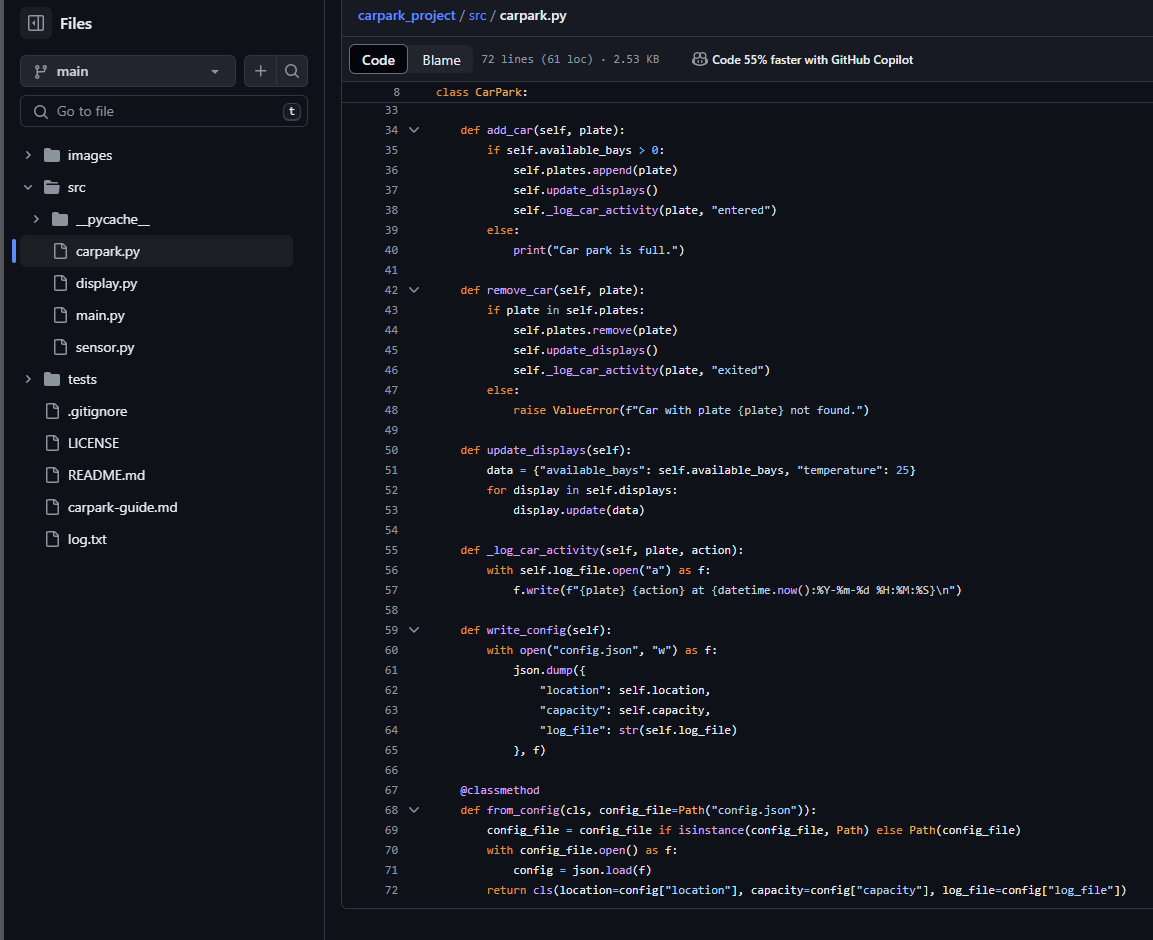 Files
main
Go to file
t
images
src
__pycache__
carpark.py
display.py
main.py
sensor.py
tests
.gitignore
LICENSE
README.md
carpark-guide.md
log.txt
carpark_project / src / carpark.py
Code Blame 72 lines (61 loc) · 2.53 KB Code 55% faster with GitHub Copilot
8 class CarPark:
33
34 def add_car(self, plate):
35 if self.available_bays > 0:
36 self.plates.append(plate)
37 self.update_displays()
38 self._log_car_activity(plate, "entered")
39 else:
40 print("Car park is full.")
41
42 def remove_car(self, plate):
43 if plate in self.plates:
44 self.plates.remove(plate)
45 self.update_displays()
46 self._log_car_activity(plate, "exited")
47 else:
48 raise ValueError(f"Car with plate {plate} not found.")
49
50 def update_displays(self):
51 data = {"available_bays": self.available_bays, "temperature": 25}
52 for display in self.displays:
53 display.update(data)
54
55 def _log_car_activity(self, plate, action):
56 with self.log_file.open("a") as f:
57 f.write(f"{plate} {action} at {datetime.now():%Y-%m-%d %H:%M:%S}\n")
58
59 def write_config(self):
60 with open("config.json", "w") as f:
61 json.dump({
62 "location": self.location,
63 "capacity": self.capacity,
64 "log_file": str(self.log_file)
65 }, f)
66
67 @classmethod
68 def from_config(cls, config_file=Path("config.json")):
69 config_file = config_file if isinstance(config_file, Path) else Path(config_file)
70 with config_file.open() as f:
71 config = json.load(f)
72 return cls(location=config["location"], capacity=config["capacity"], log_file=config["log_file"])